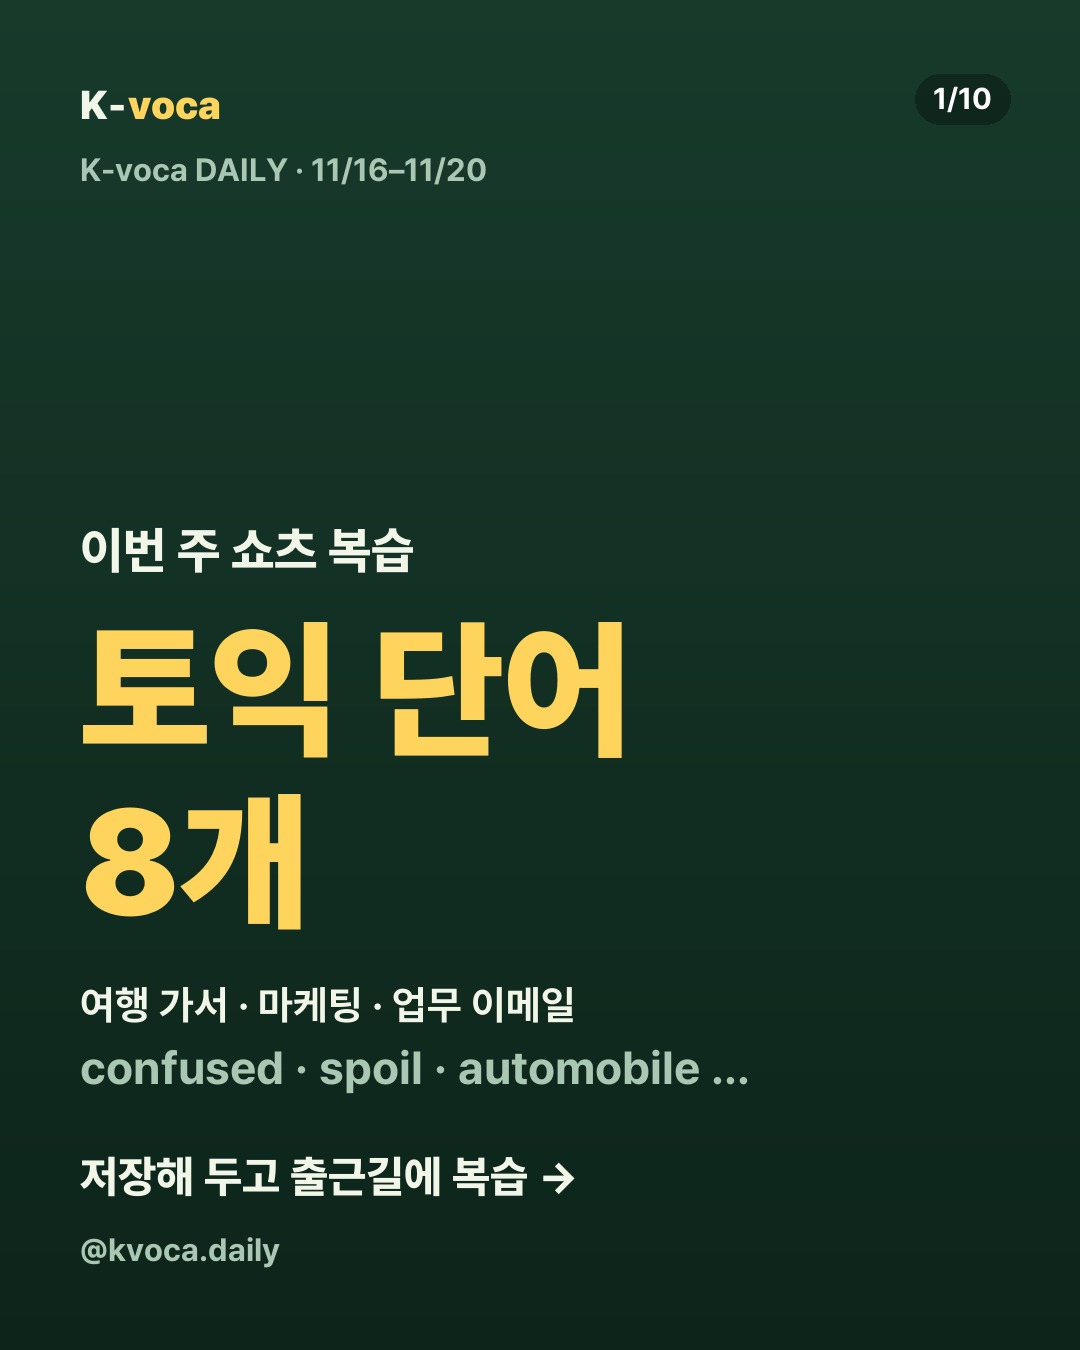 K-voca
1/10
K-voca DAILY · 11/16–11/20
이번 주 쇼츠 복습
토익 단어
8개
여행 가서 · 마케팅 · 업무 이메일
confused · spoil · automobile ...
저장해 두고 출근길에 복습 →
@kvoca.daily